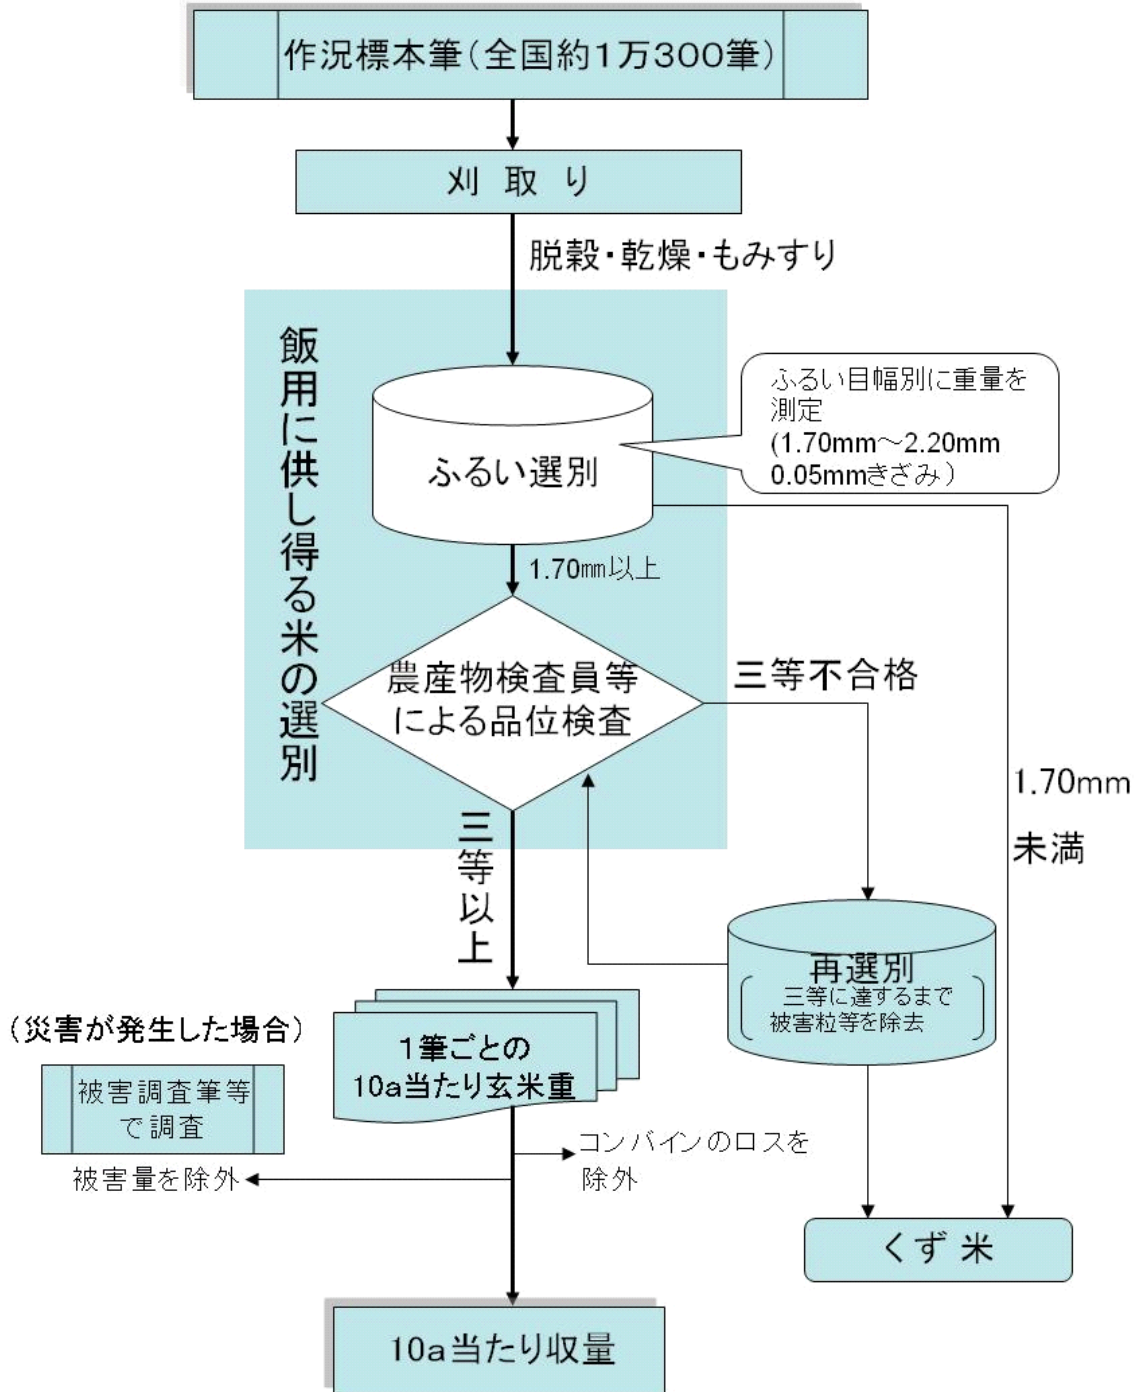 作況標本筆(全国約1万300筆)
刈 取 り
脱穀・乾燥・もみすり
飯用に供し得る米の選別
ふるい目幅別に重量を
測定
(1.70mm～2.20mm
0.05mmきざみ)
ふるい選別
1.70㎜以上
農産物検査員等
による品位検査
三等不合格
1.70mm
未満
三等以上
再選別
三等に達するまで
被害粒等を除去
(災害が発生した場合)
被害調査筆等
で調査
1筆ごとの
10a当たり玄米重
コンバインのロスを
除外
被害量を除外
くず 米
10a当たり収量